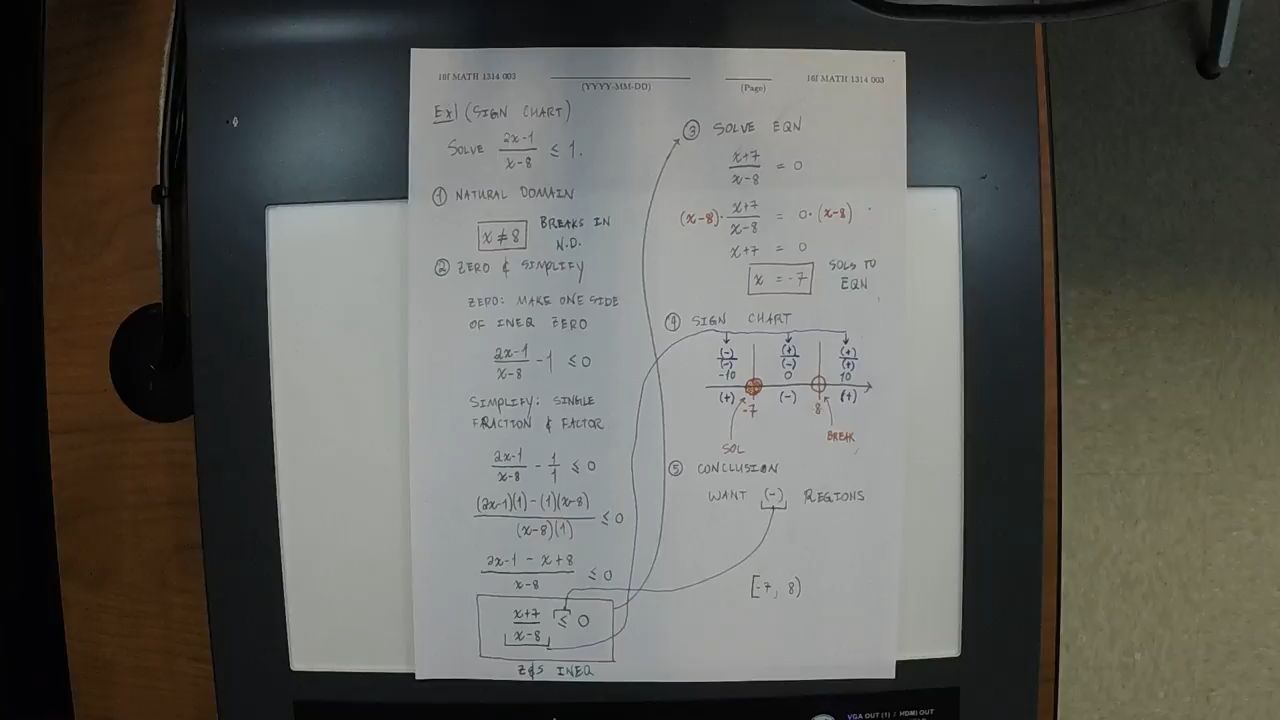 16f MATH 1314 003
(YYYY-MM-DD)
(Page)
16f MATH 1314 003
Ex) (SIGN CHART)
SOLVE (2x-1)/(x-8) ≤ 1.
① NATURAL DOMAIN
x ≠ 8 BREAKS IN N.D.
② ZERO & SIMPLIFY
ZERO: MAKE ONE SIDE
OF INEQ ZERO
(2x-1)/(x-8) - 1 ≤ 0
SIMPLIFY: SINGLE
FRACTION & FACTOR
(2x-1)/(x-8) - 1/1 ≤ 0
((2x-1)(1) - (1)(x-8))/((x-8)(1)) ≤ 0
(2x-1 - x+8)/(x-8) ≤ 0
(x+7)/(x-8) ≤ 0
Z&S INEQ
③ SOLVE EQN
(x+7)/(x-8) = 0
(x-8)·(x+7)/(x-8) = 0·(x-8)
x+7 = 0
x = -7 SOLS TO EQN
④ SIGN CHART
(-)/(-) (+)/(-) (+)/(+)
-10 0 10
(+) -7 (-) 8 (+)
SOL BREAK
⑤ CONCLUSION
WANT (-) REGIONS
[-7, 8)
VGA OUT (1) / HDMI OUT